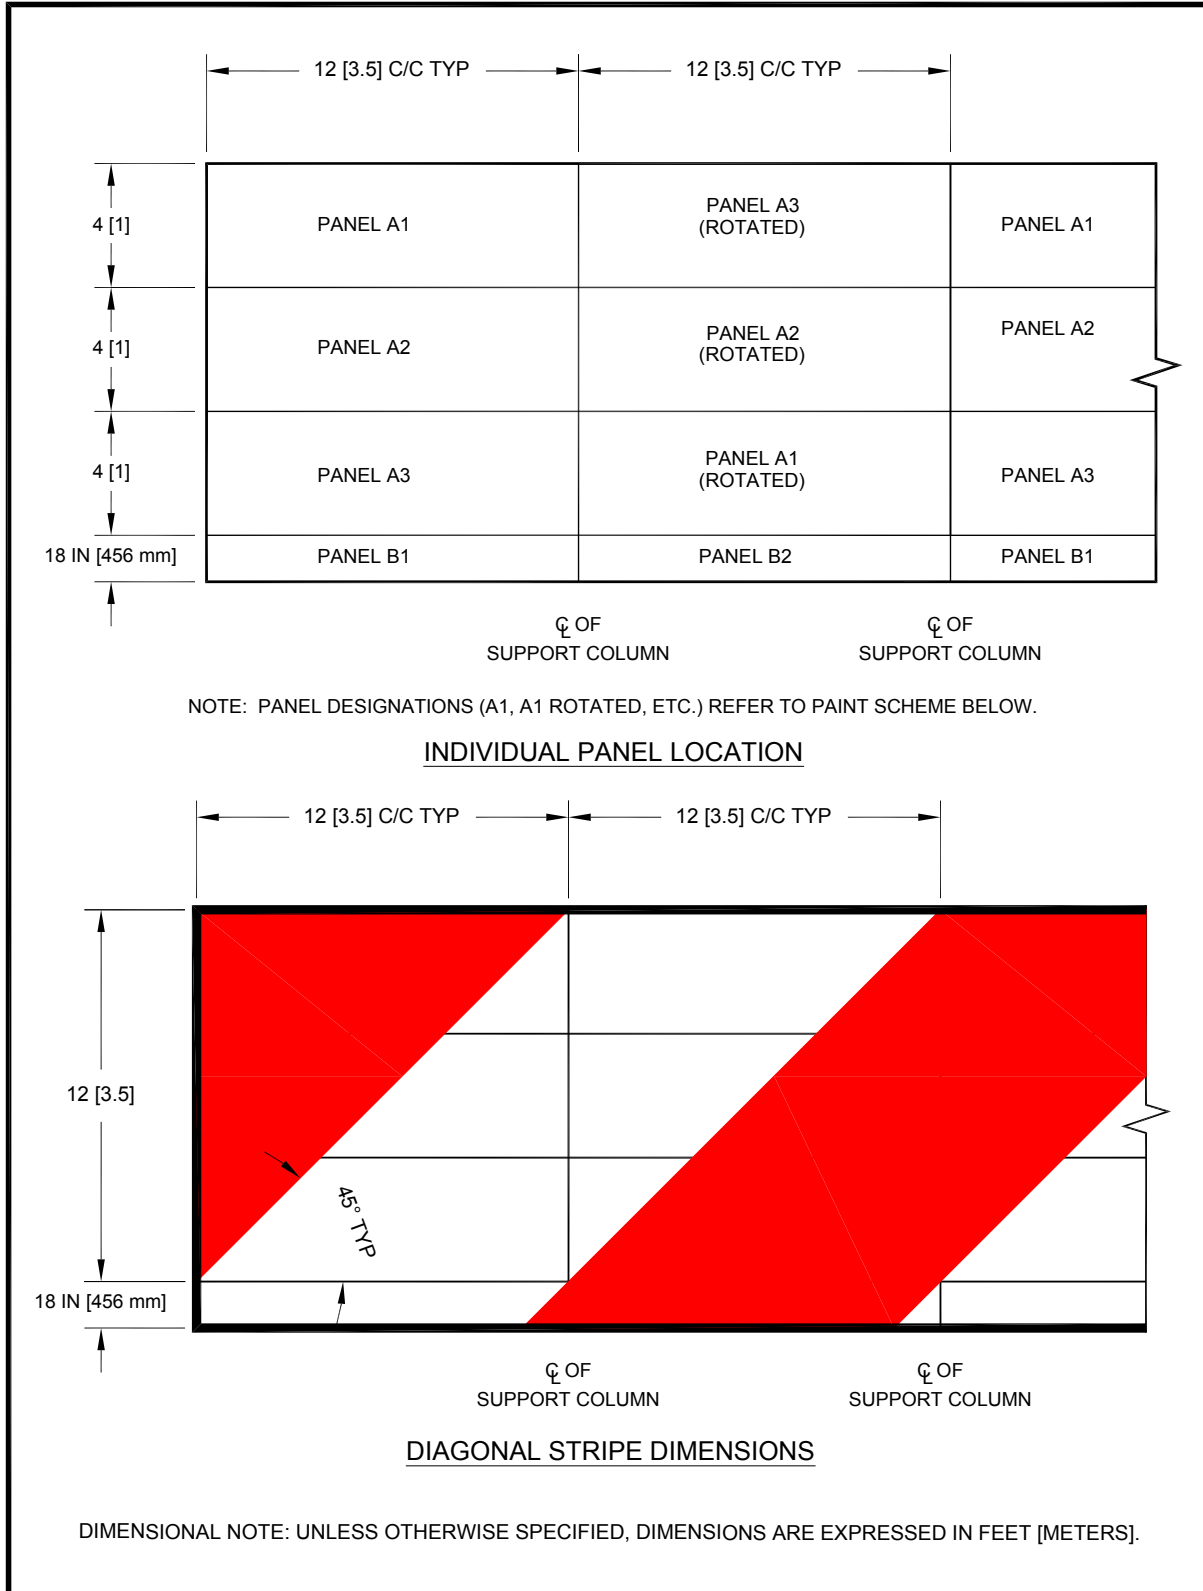 12 [3.5] C/C TYP 12 [3.5] C/C TYP
4 [1]
PANEL A1
PANEL A3
(ROTATED)
PANEL A1
4 [1]
PANEL A2
PANEL A2
(ROTATED)
PANEL A2
4 [1]
PANEL A3
PANEL A1
(ROTATED)
PANEL A3
18 IN [456 mm]
PANEL B1
PANEL B2
PANEL B1
℄ OF
SUPPORT COLUMN
℄ OF
SUPPORT COLUMN
NOTE: PANEL DESIGNATIONS (A1, A1 ROTATED, ETC.) REFER TO PAINT SCHEME BELOW.
INDIVIDUAL PANEL LOCATION
12 [3.5] C/C TYP 12 [3.5] C/C TYP
12 [3.5]
45° TYP
18 IN [456 mm]
℄ OF
SUPPORT COLUMN
℄ OF
SUPPORT COLUMN
DIAGONAL STRIPE DIMENSIONS
DIMENSIONAL NOTE: UNLESS OTHERWISE SPECIFIED, DIMENSIONS ARE EXPRESSED IN FEET [METERS].